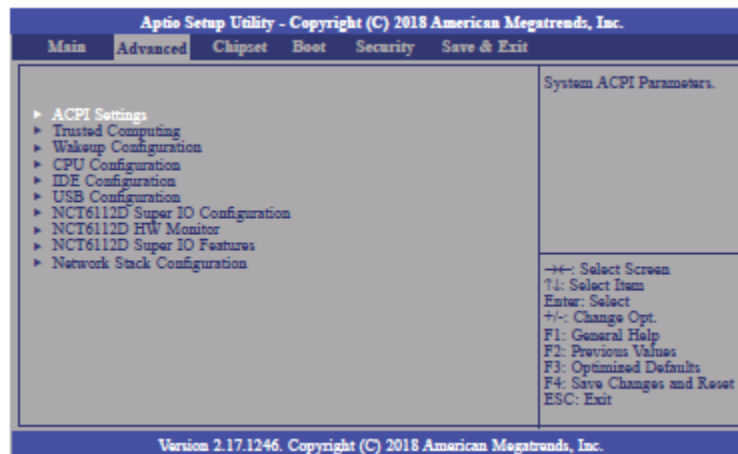 Aptio Setup Utility - Copyright (C) 2018 American Megatrends, Inc.
Main Advanced Chipset Boot Security Save & Exit
► ACPI Settings
► Trusted Computing
► Wakeup Configuration
► CPU Configuration
► IDE Configuration
► USB Configuration
► NCT6112D Super IO Configuration
► NCT6112D HW Monitor
► NCT6112D Super IO Features
► Network Stack Configuration
System ACPI Parameters.
→←: Select Screen
↑↓: Select Item
Enter: Select
+/-: Change Opt.
F1: General Help
F2: Previous Values
F3: Optimized Defaults
F4: Save Changes and Reset
ESC: Exit
Version 2.17.1246. Copyright (C) 2018 American Megatrends, Inc.